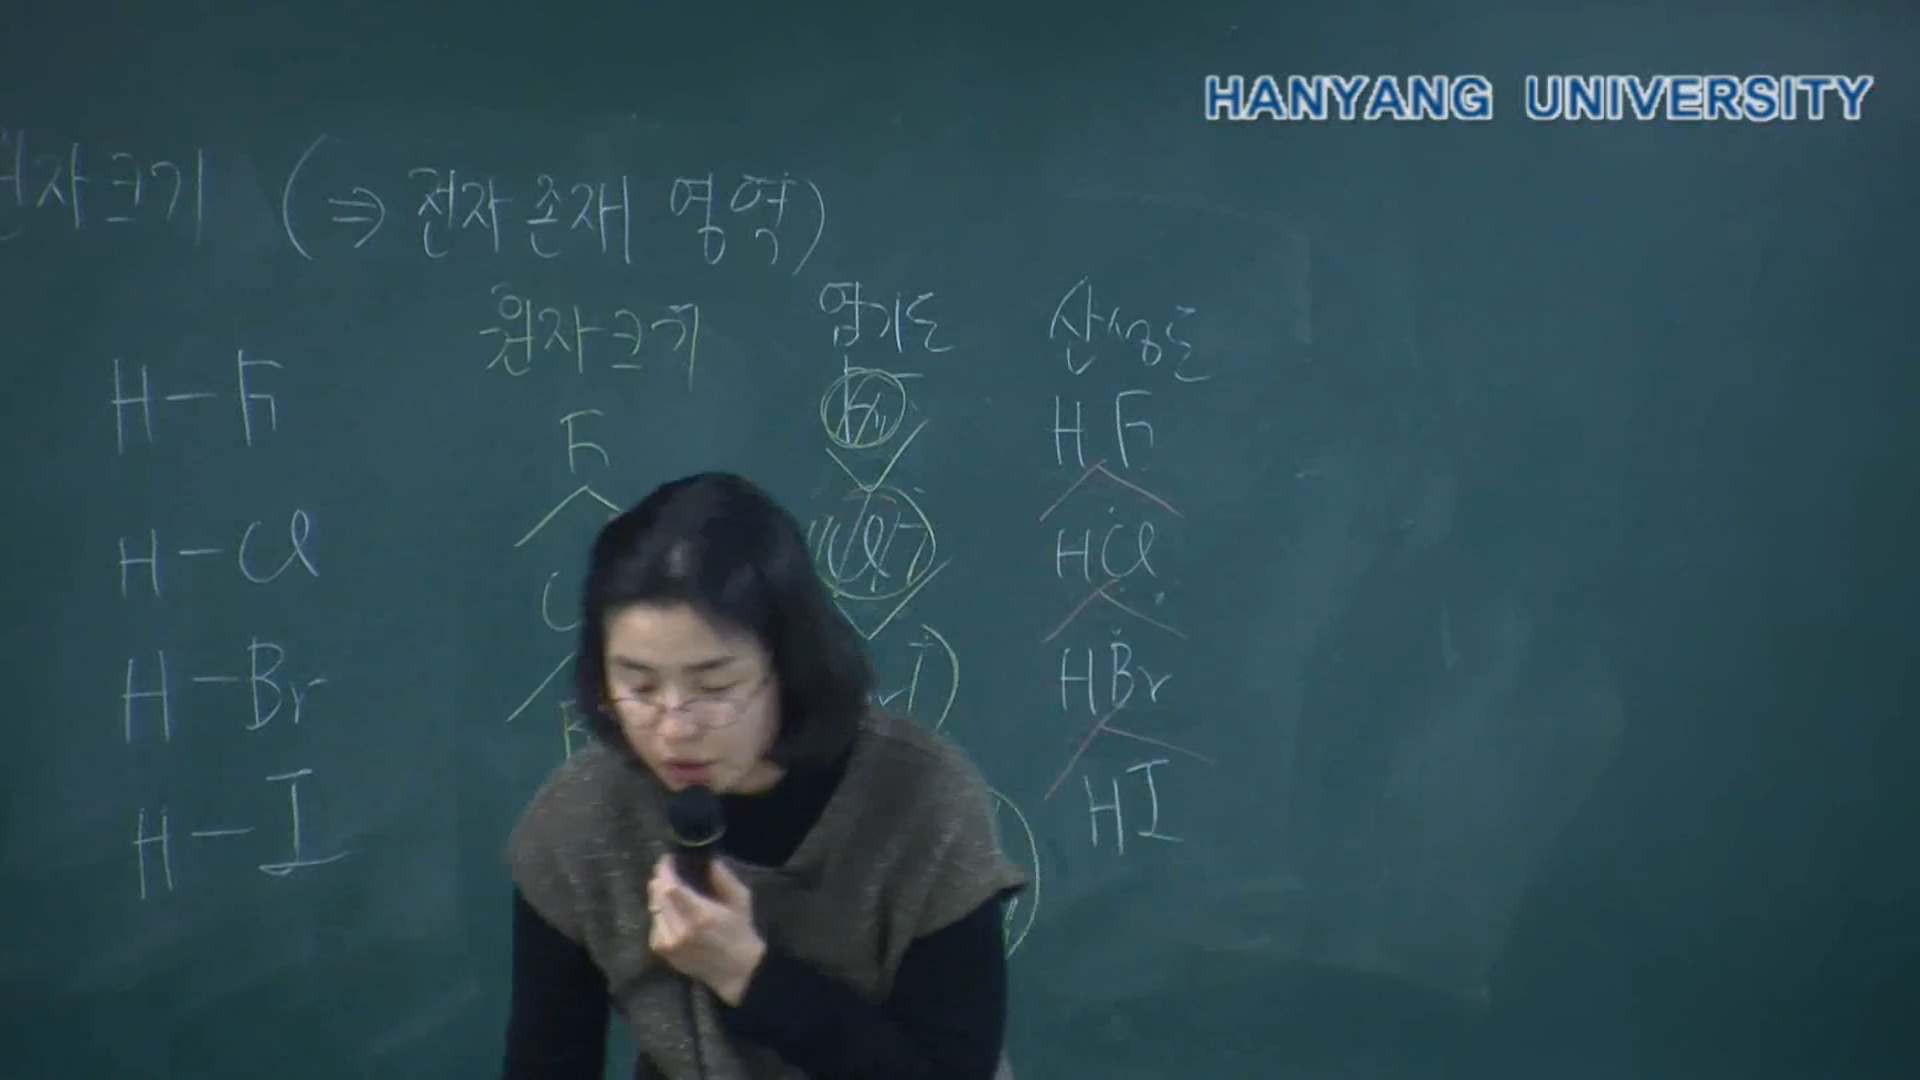 HANYANG UNIVERSITY
자크기 (⇒ 전자 존재 영역)
원자크기 염기도 산성도
H-F F F⁻ HF
H-Cl Cl⁻ HCl
H-Br HBr
H-I HI